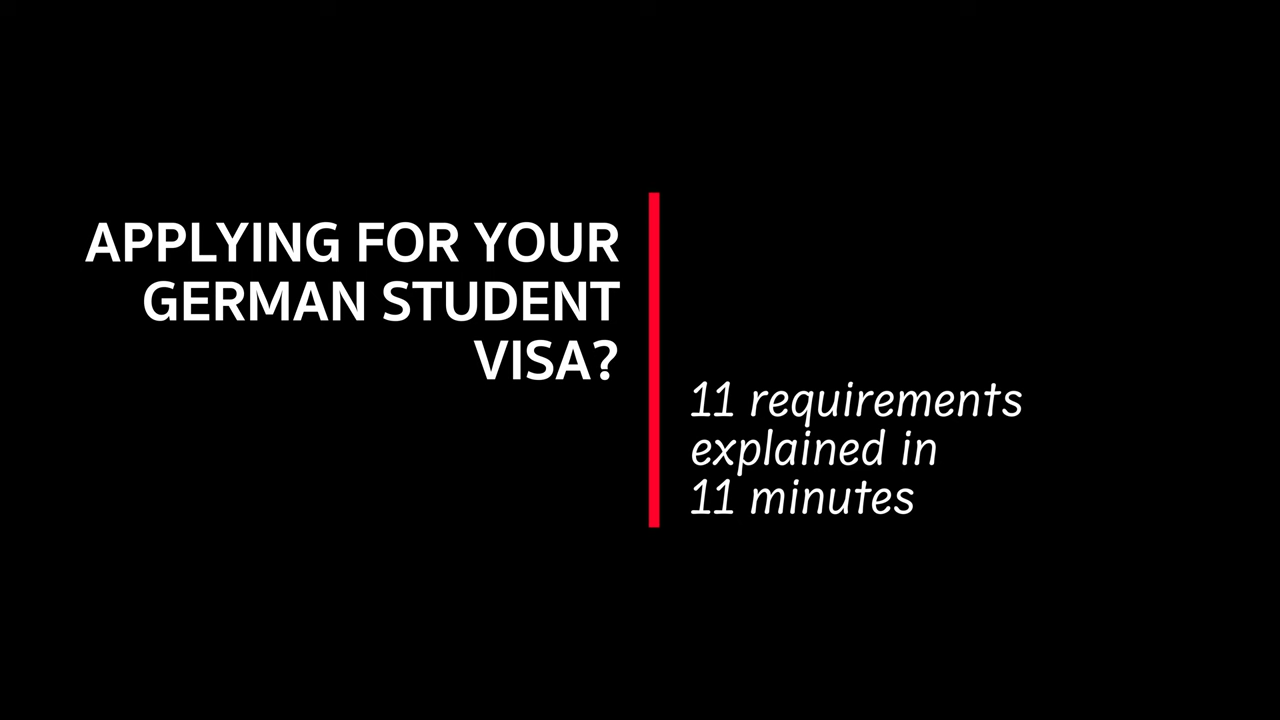 APPLYING FOR YOUR
GERMAN STUDENT
VISA?
11 requirements
explained in
11 minutes